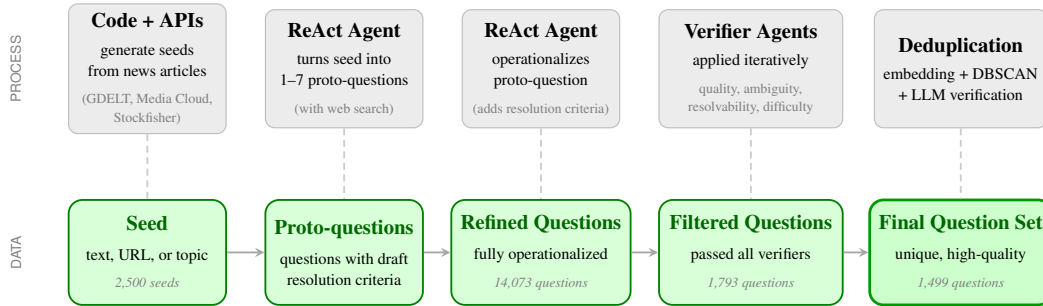 PROCESS
Code + APIs
generate seeds
from news articles
(GDELT, Media Cloud,
Stockfisher)
ReAct Agent
turns seed into
1–7 proto-questions
(with web search)
ReAct Agent
operationalizes
proto-question
(adds resolution criteria)
Verifier Agents
applied iteratively
quality, ambiguity,
resolvability, difficulty
Deduplication
embedding + DBSCAN
+ LLM verification
DATA
Seed
text, URL, or topic
2,500 seeds
Proto-questions
questions with draft
resolution criteria
Refined Questions
fully operationalized
14,073 questions
Filtered Questions
passed all verifiers
1,793 questions
Final Question Set
unique, high-quality
1,499 questions